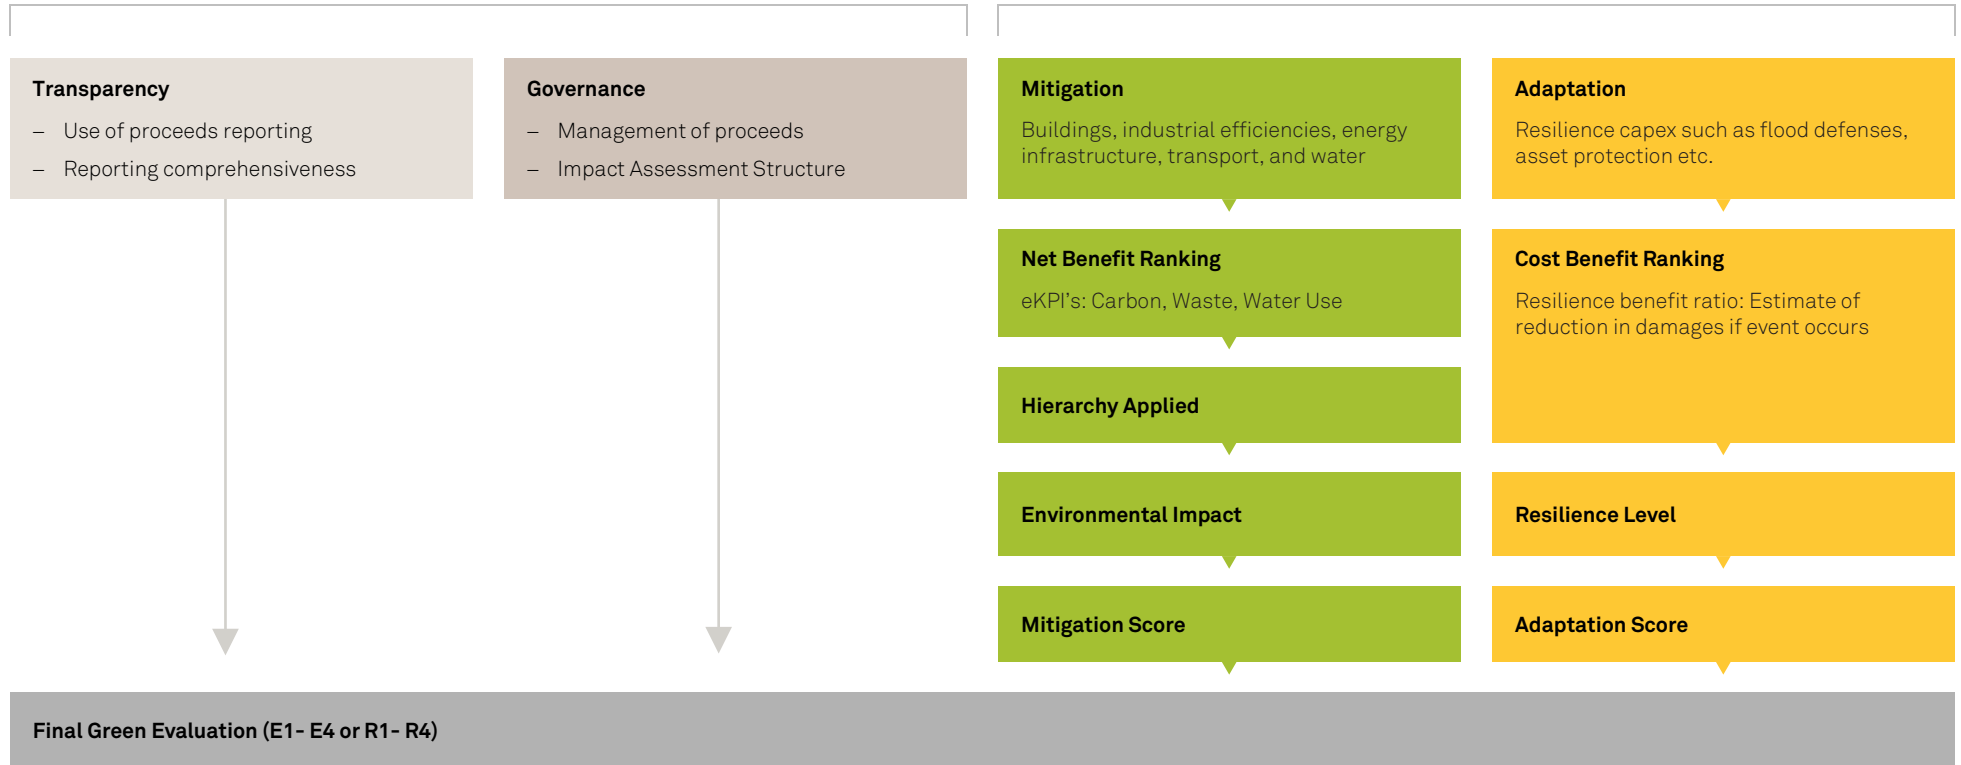 Transparency
– Use of proceeds reporting
– Reporting comprehensiveness
Governance
– Management of proceeds
– Impact Assessment Structure
Mitigation
Buildings, industrial efficiencies, energy
infrastructure, transport, and water
Net Benefit Ranking
eKPI's: Carbon, Waste, Water Use
Hierarchy Applied
Environmental Impact
Mitigation Score
Adaptation
Resilience capex such as flood defenses,
asset protection etc.
Cost Benefit Ranking
Resilience benefit ratio: Estimate of
reduction in damages if event occurs
Resilience Level
Adaptation Score
Final Green Evaluation (E1- E4 or R1- R4)